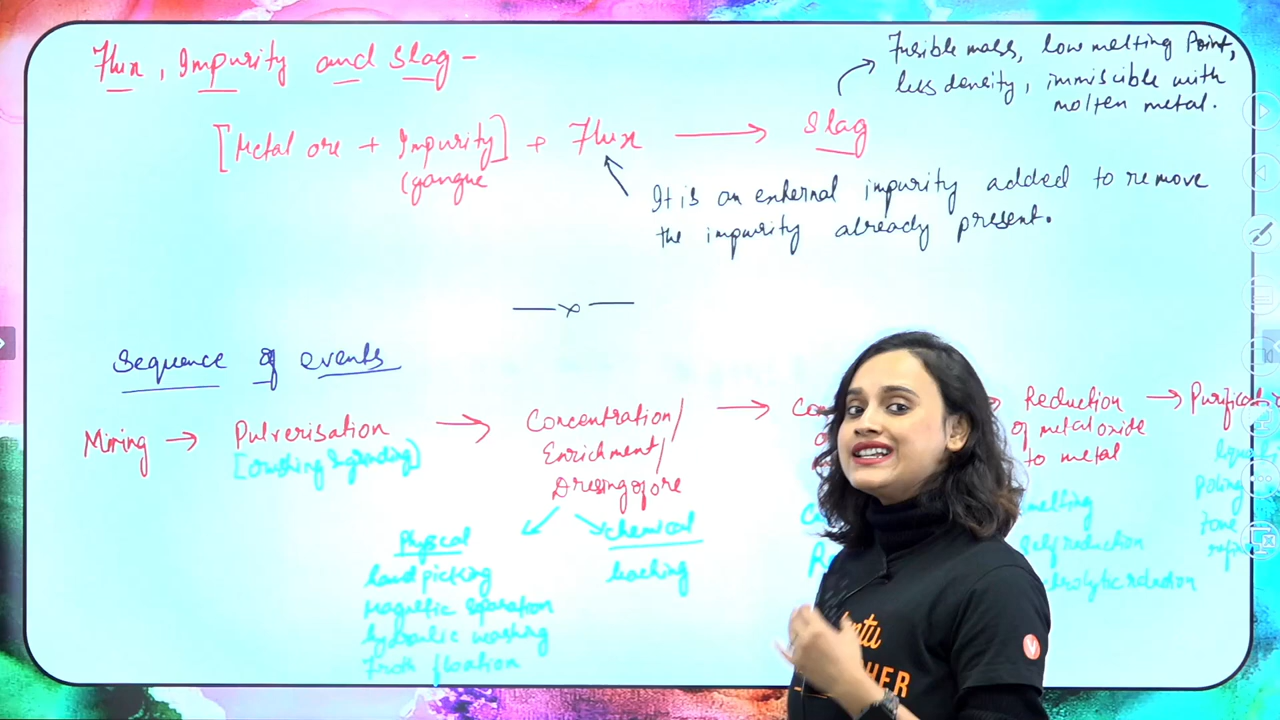 Flux, Impurity and Slag -
Fusible mass, low melting Point,
less density, immiscible with
molten metal.
[Metal ore + Impurity] + Flux → Slag
(gangue
It is an external impurity added to remove
the impurity already present.
Sequence of events
Mining → Pulverisation → Concentration/ → Con
Enrichment/
Dressing of ore
[crushing & grinding]
Reduction →
of metal oxide
to metal
Physical
hand picking
Magnetic separation
hydraulic washing
Froth floation
chemical
leaching
melting
Self reduction
Poling